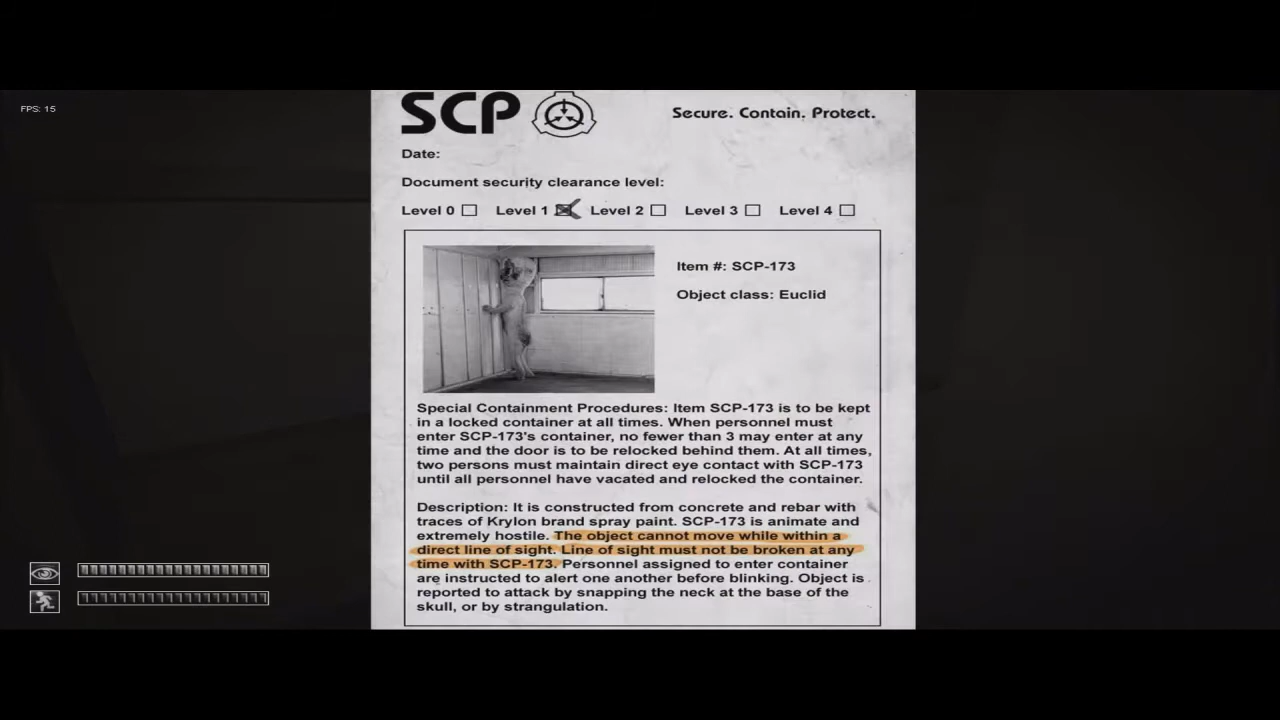 FPS: 15
SCP
Secure. Contain. Protect.
Date:
Document security clearance level:
Level 0 Level 1 Level 2 Level 3 Level 4
Item #: SCP-173
Object class: Euclid
Special Containment Procedures: Item SCP-173 is to be kept
in a locked container at all times. When personnel must
enter SCP-173's container, no fewer than 3 may enter at any
time and the door is to be relocked behind them. At all times,
two persons must maintain direct eye contact with SCP-173
until all personnel have vacated and relocked the container.
Description: It is constructed from concrete and rebar with
traces of Krylon brand spray paint. SCP-173 is animate and
extremely hostile. The object cannot move while within a
direct line of sight. Line of sight must not be broken at any
time with SCP-173. Personnel assigned to enter container
are instructed to alert one another before blinking. Object is
reported to attack by snapping the neck at the base of the
skull, or by strangulation.